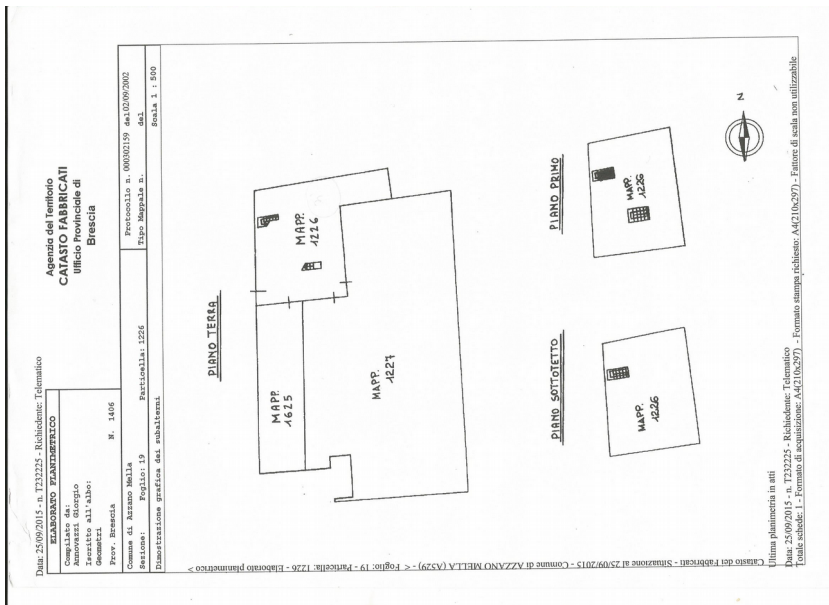 Data: 25/09/2015 - n. T232225 - Richiedente: Telematico
ELABORATO PLANIMETRICO
Compilato da:
Annovazzi Giorgio
Iscritto all'albo:
Geometri
Prov. Brescia N. 1406
Agenzia del Territorio
CATASTO FABBRICATI
Ufficio Provinciale di
Brescia
Comune di Azzano Mella
Sezione: Foglio: 19 Particella: 1226
Protocollo n. 000302159 del 02/09/2002
Tipo Mappale n. del
Dimostrazione grafica dei subalterni
Scala 1 : 500
PIANO TERRA
MAPP.
1625
MAPP.
1226
MAPP.
1227
PIANO SOTTOTETTO
MAPP.
1226
PIANO PRIMO
MAPP.
1226
N
Ultima planimetria in atti
Data: 25/09/2015 - n. T232225 - Richiedente: Telematico
Totale schede: 1 - Formato di acquisizione: A4(210x297) - Formato stampa richiesto: A4(210x297) - Fattore di scala non utilizzabile
Catasto dei Fabbricati - Situazione al 25/09/2015 - Comune di AZZANO MELLA (A529) - < Foglio: 19 - Particella: 1226 - Elaborato planimetrico >